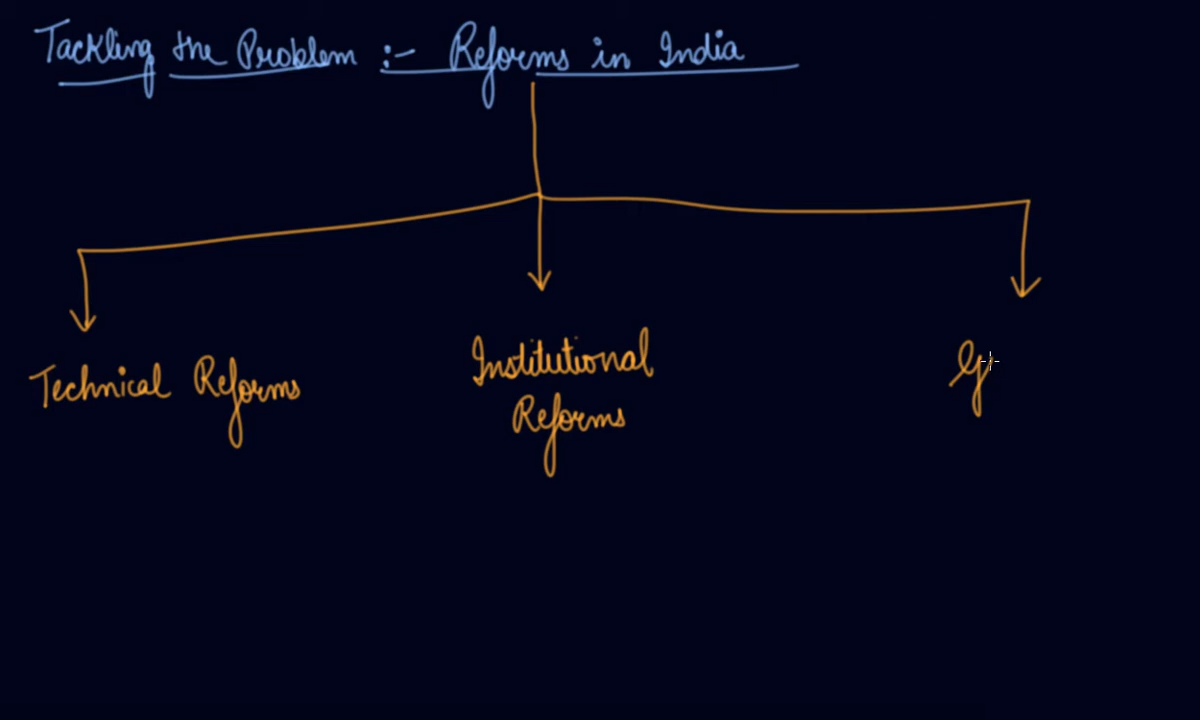 Tackling the Problem :- Reforms in India
Technical Reforms
Institutional
Reforms
G